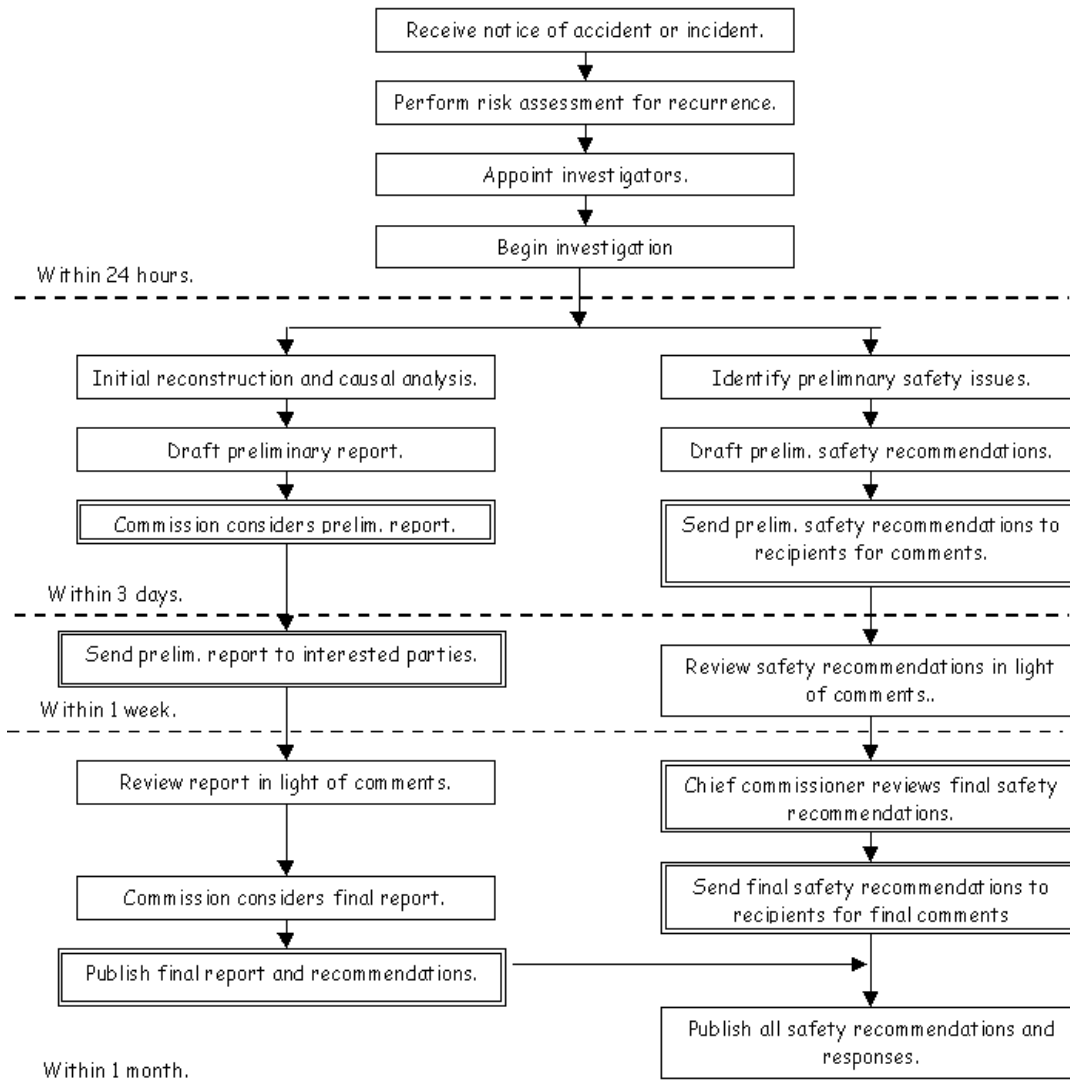 Receive notice of accident or incident.
Perform risk assessment for recurrence.
Appoint investigators.
Begin investigation
Within 24 hours.
Initial reconstruction and causal analysis.
Identify prelimnary safety issues.
Draft preliminary report.
Draft prelim. safety recommendations.
Commission considers prelim. report.
Send prelim. safety recommendations to
recipients for comments.
Within 3 days.
Send prelim. report to interested parties.
Review safety recommendations in light
of comments..
Within 1 week.
Review report in light of comments.
Chief commissioner reviews final safety
recommendations.
Commission considers final report.
Send final safety recommendations to
recipients for final comments
Publish final report and recommendations.
Publish all safety recommendations and
responses.
Within 1 month.